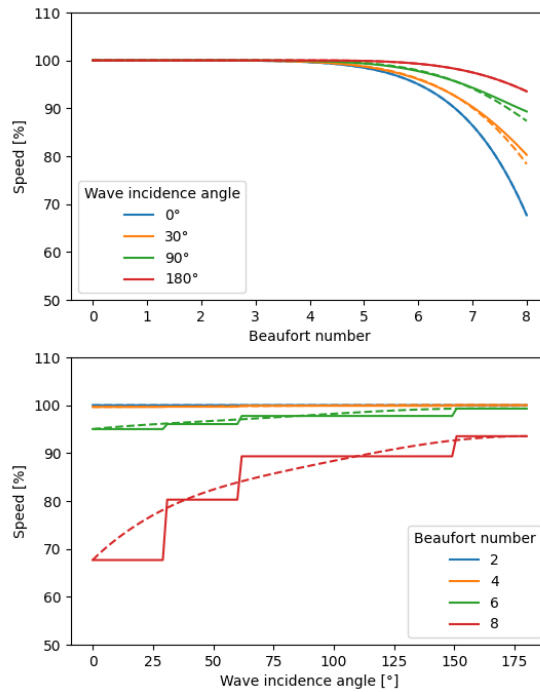 110
100
90
80
70
60
50
Speed [%]
Wave incidence angle
0°
30°
90°
180°
0 1 2 3 4 5 6 7 8
Beaufort number
110
100
90
80
70
60
50
Speed [%]
Beaufort number
2
4
6
8
0 25 50 75 100 125 150 175
Wave incidence angle [°]